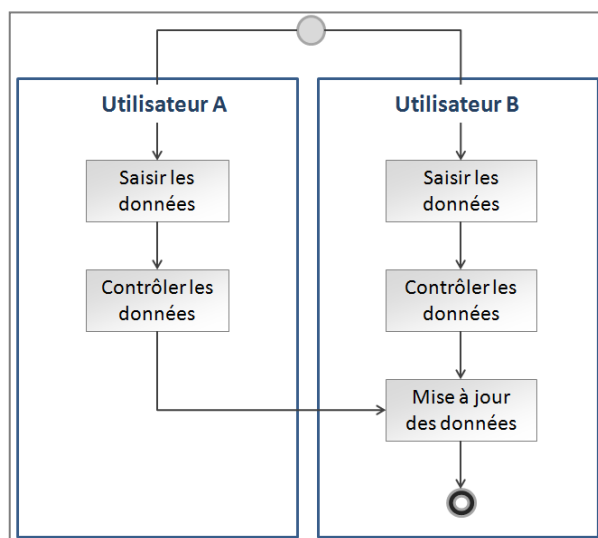 Utilisateur A
Utilisateur B
Saisir les
données
Saisir les
données
Contrôler les
données
Contrôler les
données
Mise à jour
des données